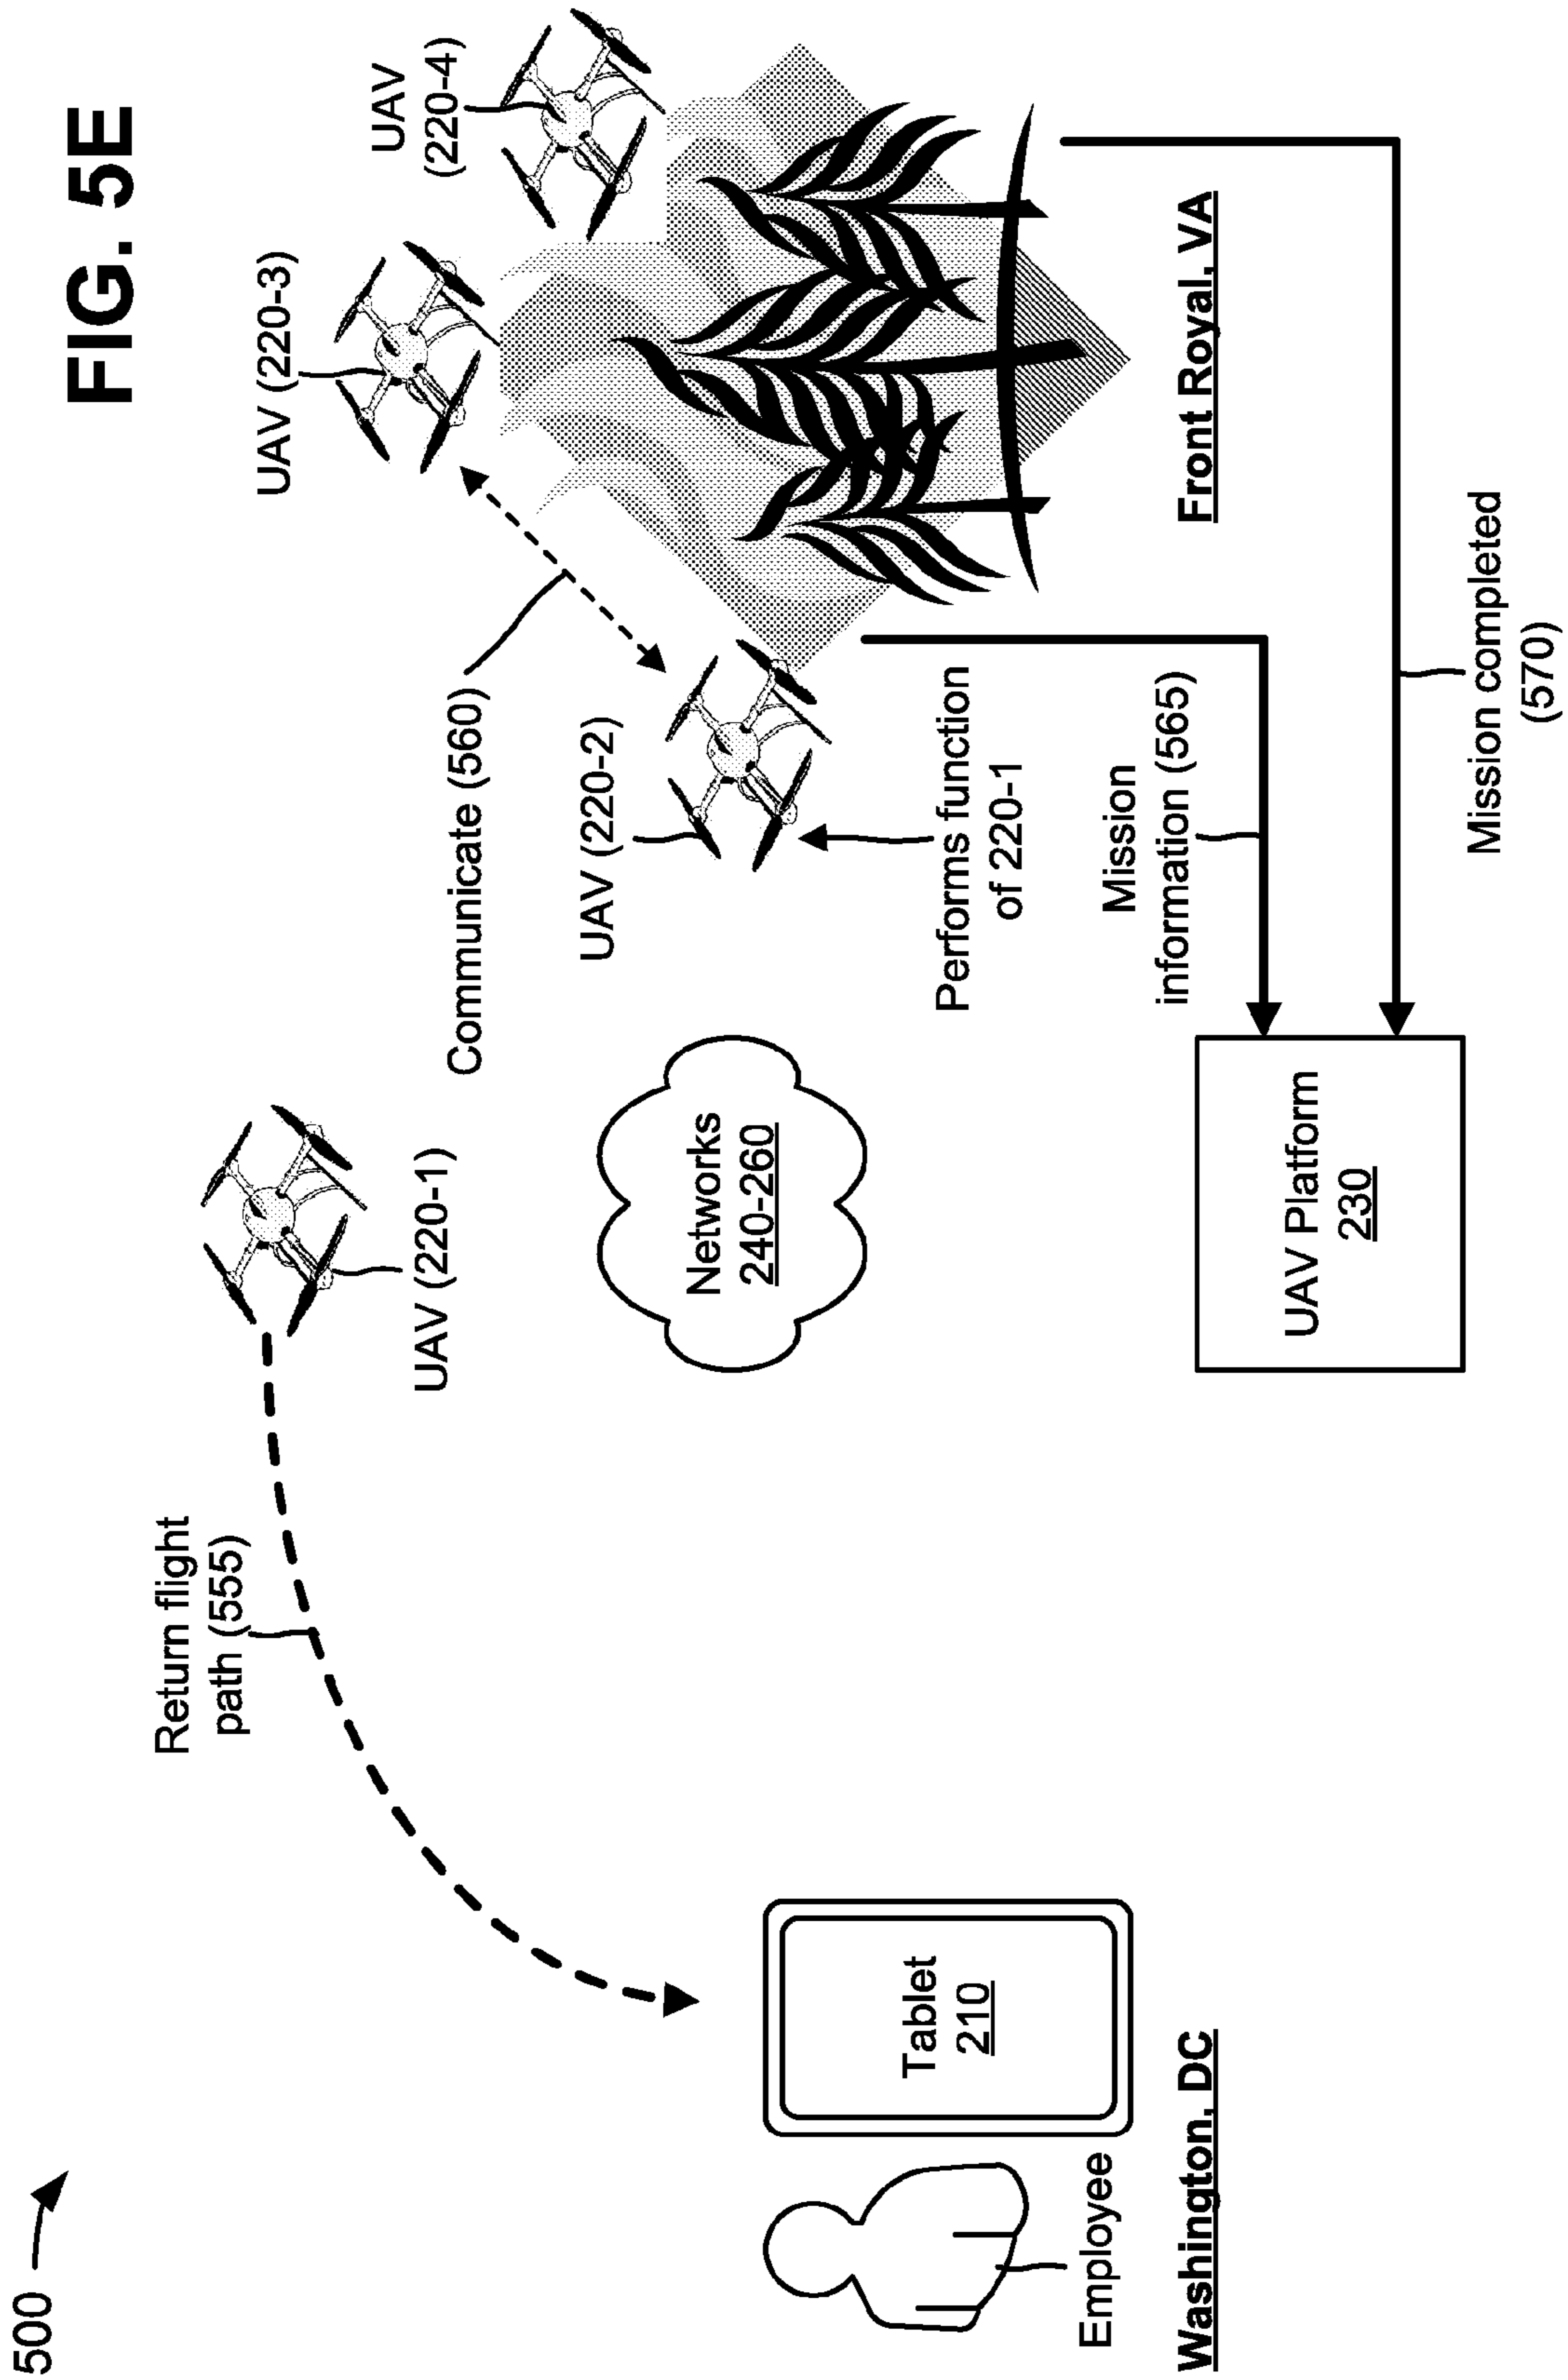 FIG. 5E
500
Return flight
path (555)
UAV (220-1)
UAV (220-3)
UAV
(220-4)
Communicate (560)
UAV (220-2)
Networks
240-260
Performs function
of 220-1
Mission
information (565)
Tablet
210
Employee
Washington, DC
UAV Platform
230
Front Royal, VA
Mission completed
(570)